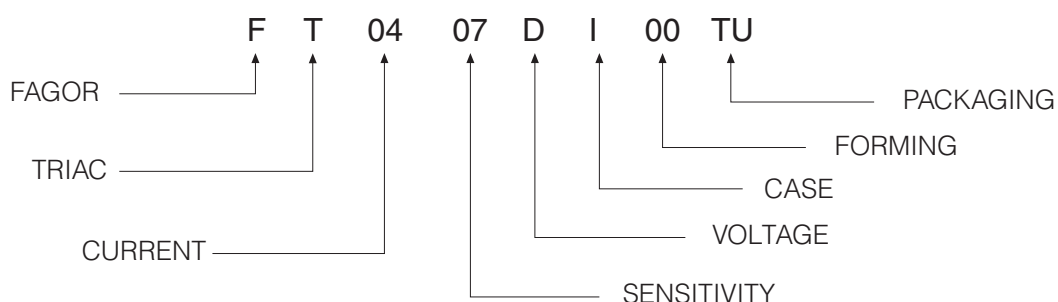 F T 04 07 D I 00 TU
FAGOR
PACKAGING
FORMING
TRIAC
CASE
VOLTAGE
CURRENT
SENSITIVITY